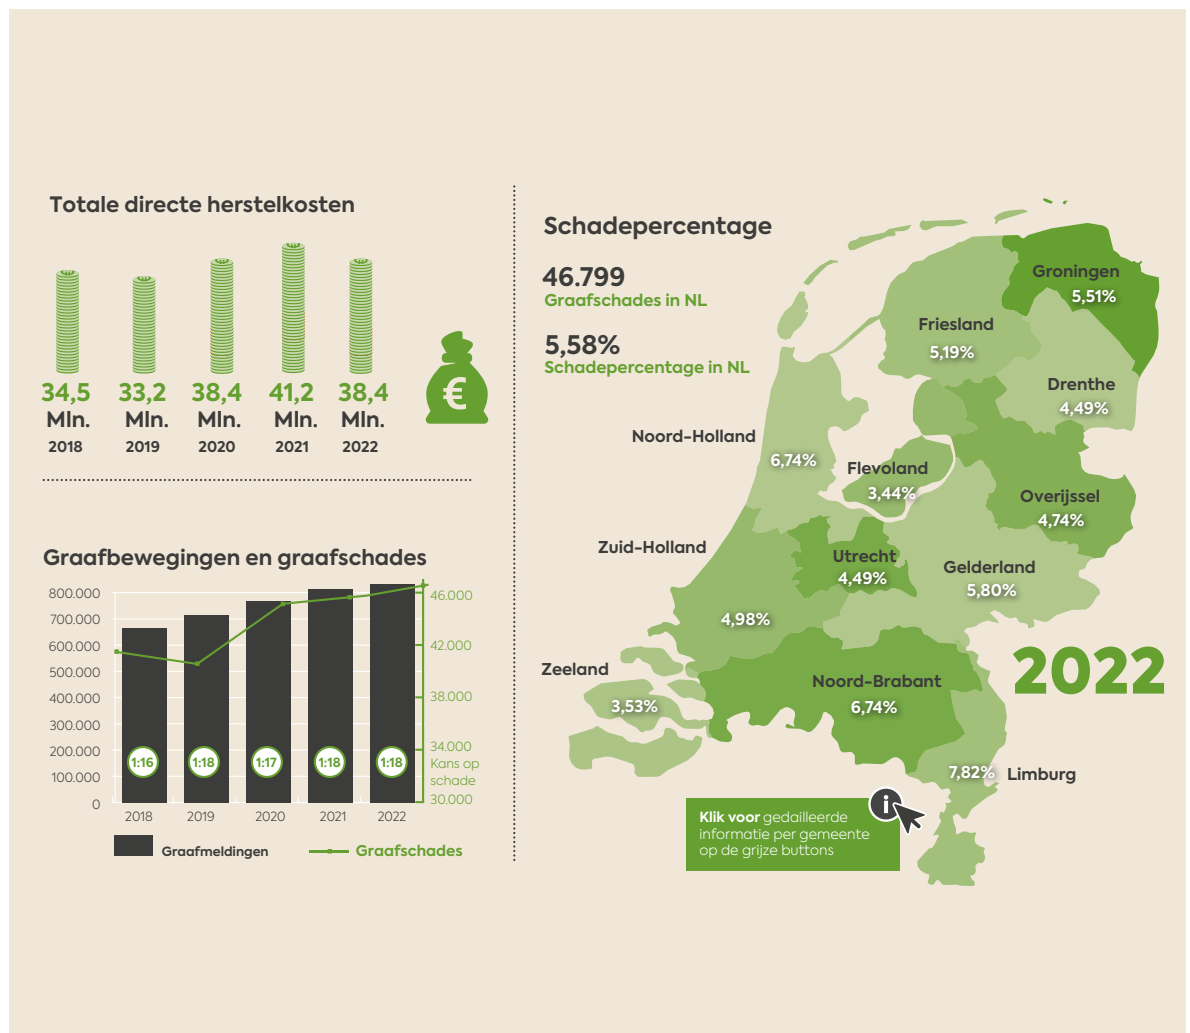 Totale directe herstelkosten
34,5 33,2 38,4 41,2 38,4
Mln. Mln. Mln. Mln. Mln.
2018 2019 2020 2021 2022
€
Graafbewegingen en graafschades
800.000
700.000
600.000
500.000
400.000
300.000
200.000
100.000
0
46.000
42.000
38.000
34.000
Kans op
schade
30.000
1:16 1:18 1:17 1:18 1:18
2018 2019 2020 2021 2022
Graafmeldingen
Graafschades
Schadepercentage
46.799
Graafschades in NL
5,58%
Schadepercentage in NL
Groningen
5,51%
Friesland
5,19%
Drenthe
4,49%
Noord-Holland
6,74%
Flevoland
3,44%
Overijssel
4,74%
Zuid-Holland
4,98%
Utrecht
4,49%
Gelderland
5,80%
Zeeland
3,53%
Noord-Brabant
6,74%
2022
7,82% Limburg
Klik voor gedailleerde
informatie per gemeente
op de grijze buttons
i